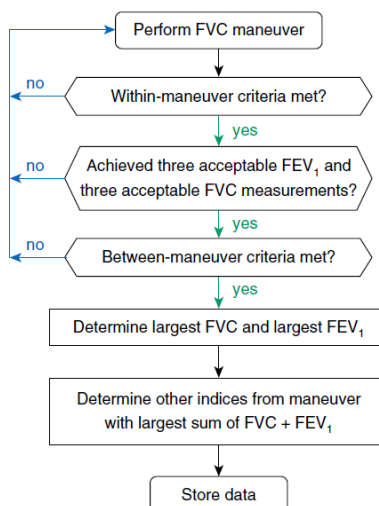 Perform FVC maneuver
no
Within-maneuver criteria met?
yes
no
Achieved three acceptable FEV₁ and
three acceptable FVC measurements?
yes
no
Between-maneuver criteria met?
yes
Determine largest FVC and largest FEV₁
Determine other indices from maneuver
with largest sum of FVC + FEV₁
Store data